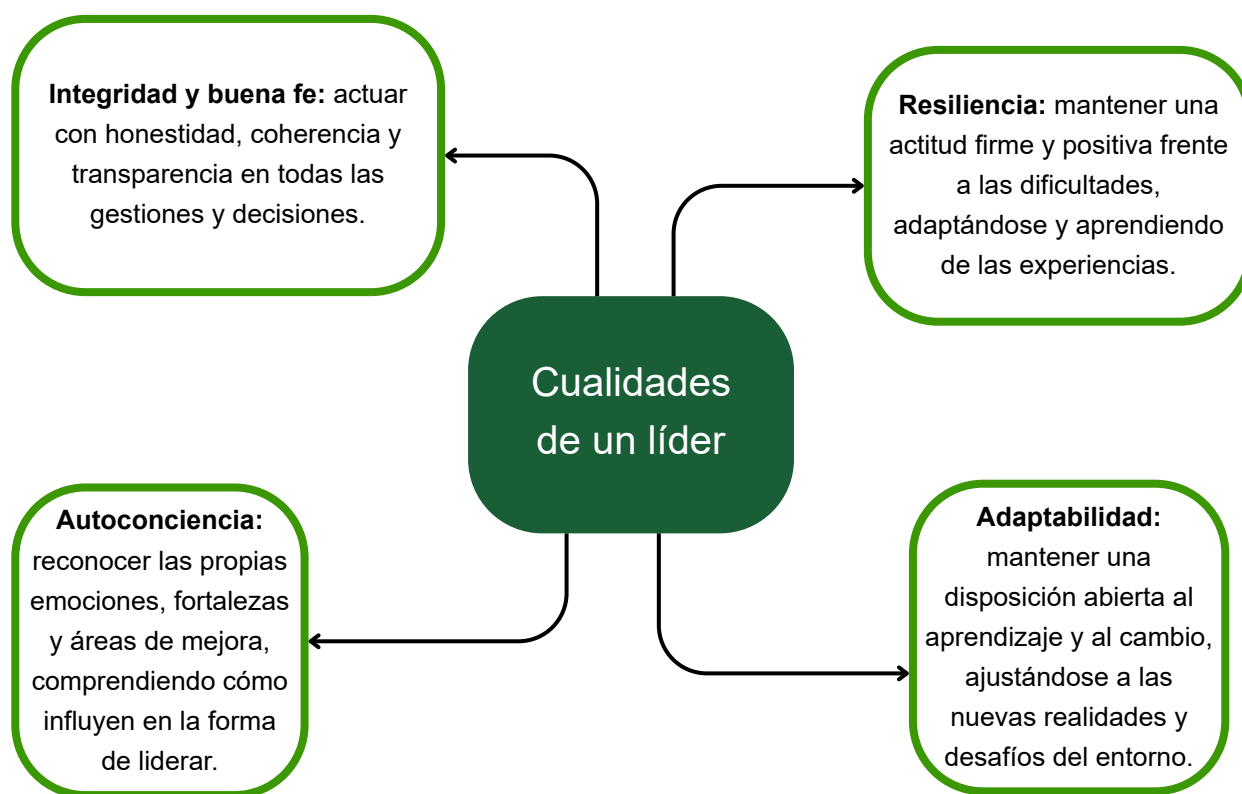 Integridad y buena fe: actuar
con honestidad, coherencia y
transparencia en todas las
gestiones y decisiones.
Resiliencia: mantener una
actitud firme y positiva frente
a las dificultades,
adaptándose y aprendiendo
de las experiencias.
Cualidades
de un líder
Autoconciencia:
reconocer las propias
emociones, fortalezas
y áreas de mejora,
comprendiendo cómo
influyen en la forma
de liderar.
Adaptabilidad:
mantener una
disposición abierta al
aprendizaje y al cambio,
ajustándose a las
nuevas realidades y
desafíos del entorno.